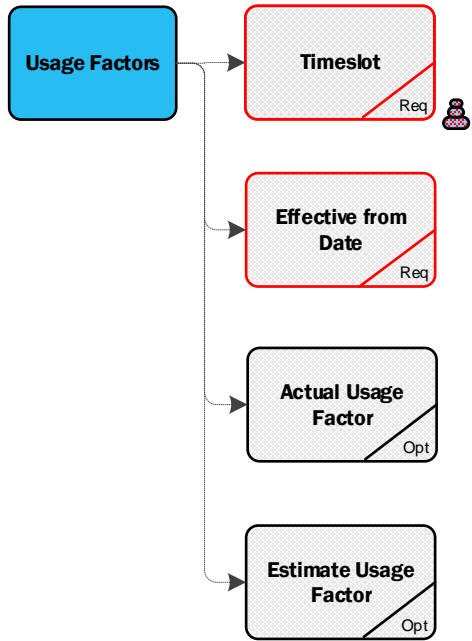 Usage Factors
Timeslot
Req
Effective from
Date
Req
Actual Usage
Factor
Opt
Estimate Usage
Factor
Opt